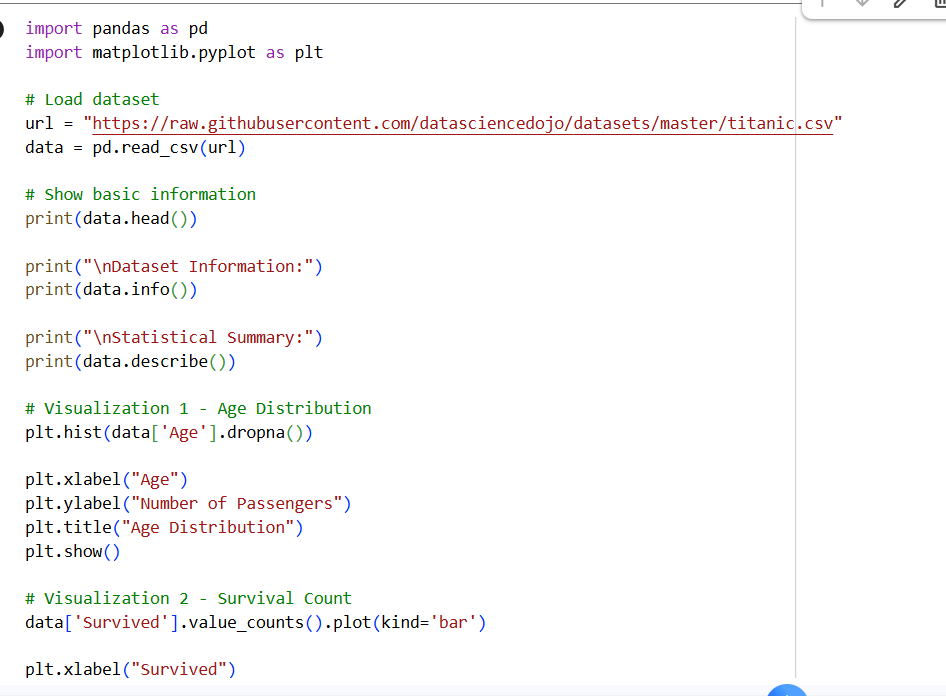 import pandas as pd
import matplotlib.pyplot as plt
# Load dataset
url = "https://raw.githubusercontent.com/datasciencedojo/datasets/master/titanic.csv"
data = pd.read_csv(url)
# Show basic information
print(data.head())
print("\nDataset Information:")
print(data.info())
print("\nStatistical Summary:")
print(data.describe())
# Visualization 1 - Age Distribution
plt.hist(data['Age'].dropna())
plt.xlabel("Age")
plt.ylabel("Number of Passengers")
plt.title("Age Distribution")
plt.show()
# Visualization 2 - Survival Count
data['Survived'].value_counts().plot(kind='bar')
plt.xlabel("Survived")